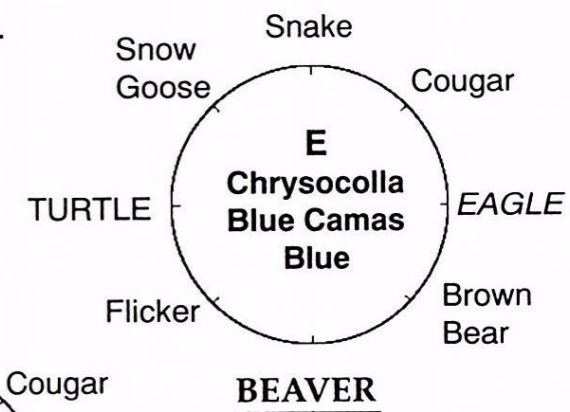 Snake
Snow
Goose
Cougar
E
Chrysocolla
Blue Camas
Blue
TURTLE
EAGLE
Flicker
Brown
Bear
Cougar
BEAVER